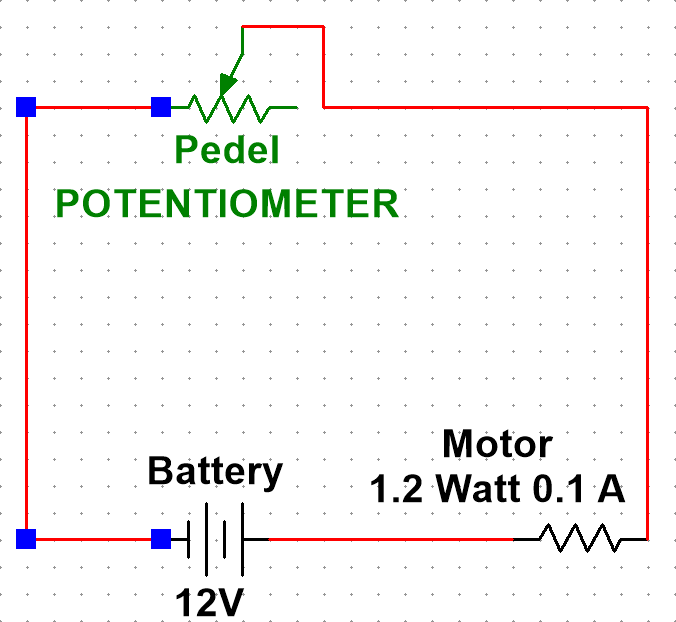 Pedel
POTENTIOMETER
Battery
Motor
1.2 Watt 0.1 A
12V